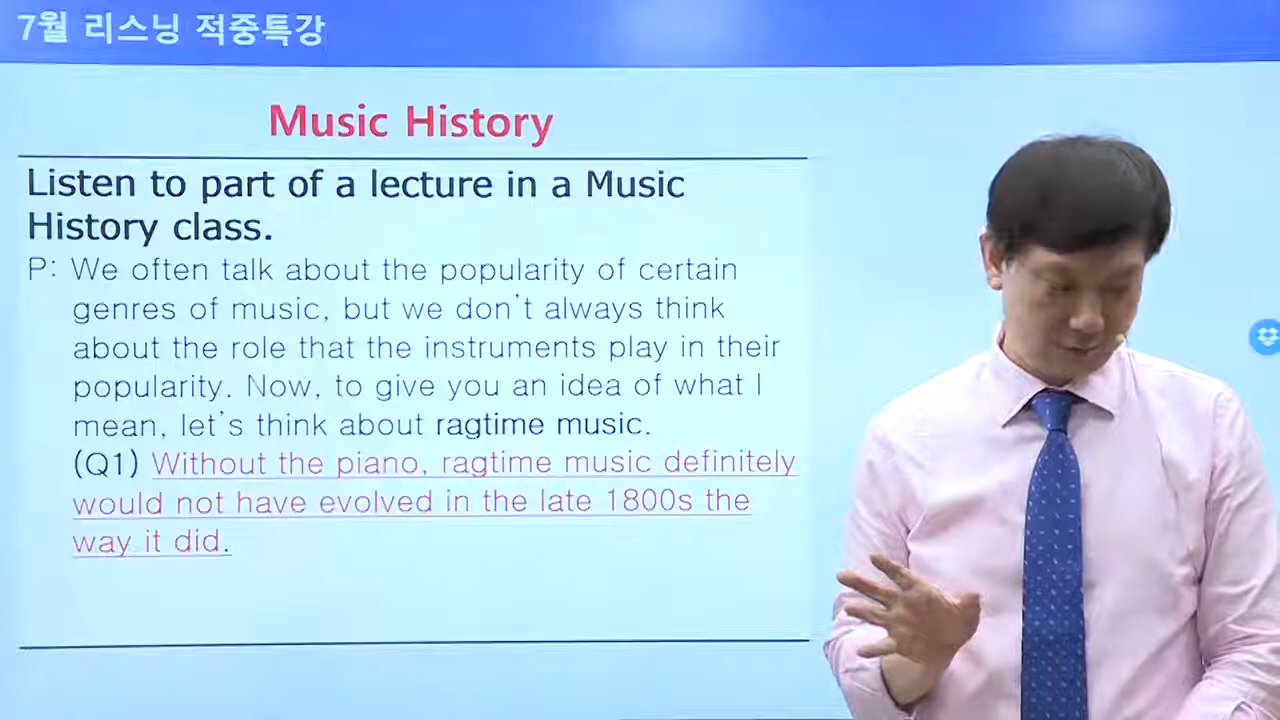 7월 리스닝 적중특강
Music History
Listen to part of a lecture in a Music
History class.
P: We often talk about the popularity of certain
genres of music, but we don't always think
about the role that the instruments play in their
popularity. Now, to give you an idea of what I
mean, let's think about ragtime music.
(Q1) Without the piano, ragtime music definitely
would not have evolved in the late 1800s the
way it did.